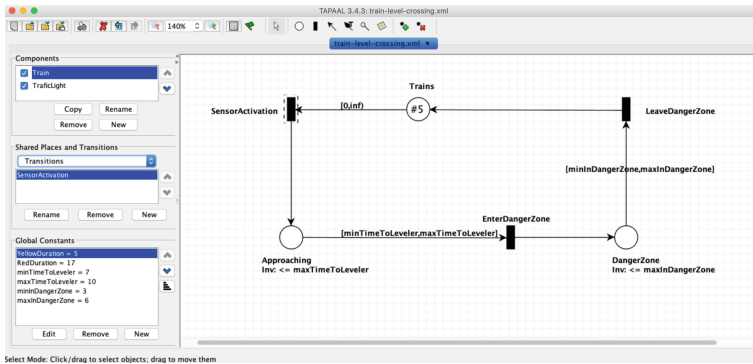 TAPAAL 3.4.3: train-level-crossing.xml
140%
train-level-crossing.xml ×
Components
Train
TraficLight
Copy Rename
Remove New
Shared Places and Transitions
Transitions
SensorActivation
Rename Remove New
Global Constants
YellowDuration = 5
RedDuration = 17
minTimeToLeveler = 7
maxTimeToLeveler = 10
minInDangerZone = 3
maxInDangerZone = 6
Edit Remove New
Trains
SensorActivation
[0,inf)
#5
LeaveDangerZone
[minInDangerZone,maxInDangerZone]
EnterDangerZone
[minTimeToLeveler,maxTimeToLeveler]
Approaching
Inv: <= maxTimeToLeveler
DangerZone
Inv: <= maxInDangerZone
Select Mode: Click/drag to select objects; drag to move them